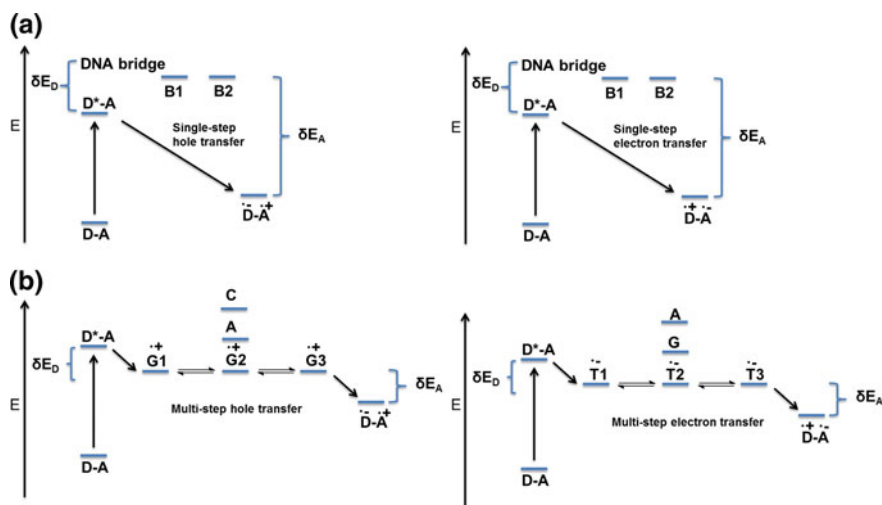 (a)
DNA bridge
δE_D
B1 B2
D*-A
δE_A
E
Single-step
hole transfer
·- ·+
D-A
D-A
DNA bridge
δE_D
B1 B2
D*-A
δE_A
E
Single-step
electron transfer
·+ ·-
D-A
D-A
(b)
C
A
D*-A
·+ ·+ ·+
G1 G2 G3
δE_D
δE_A
E
Multi-step hole transfer
·- ·+
D-A
D-A
A
G
D*-A
·- ·- ·-
T1 T2 T3
δE_D
δE_A
E
Multi-step electron transfer
·+ ·-
D-A
D-A